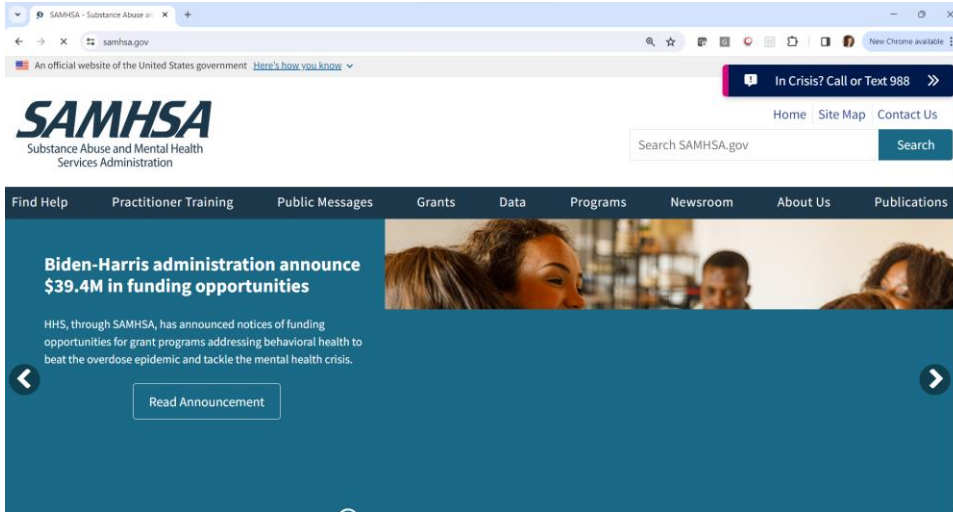 SAMHSA - Substance Abuse an
samhsa.gov
New Chrome available
An official website of the United States government Here's how you know
In Crisis? Call or Text 988
SAMHSA
Substance Abuse and Mental Health
Services Administration
Home Site Map Contact Us
Search SAMHSA.gov Search
Find Help Practitioner Training Public Messages Grants Data Programs Newsroom About Us Publications
Biden-Harris administration announce
$39.4M in funding opportunities
HHS, through SAMHSA, has announced notices of funding
opportunities for grant programs addressing behavioral health to
beat the overdose epidemic and tackle the mental health crisis.
Read Announcement